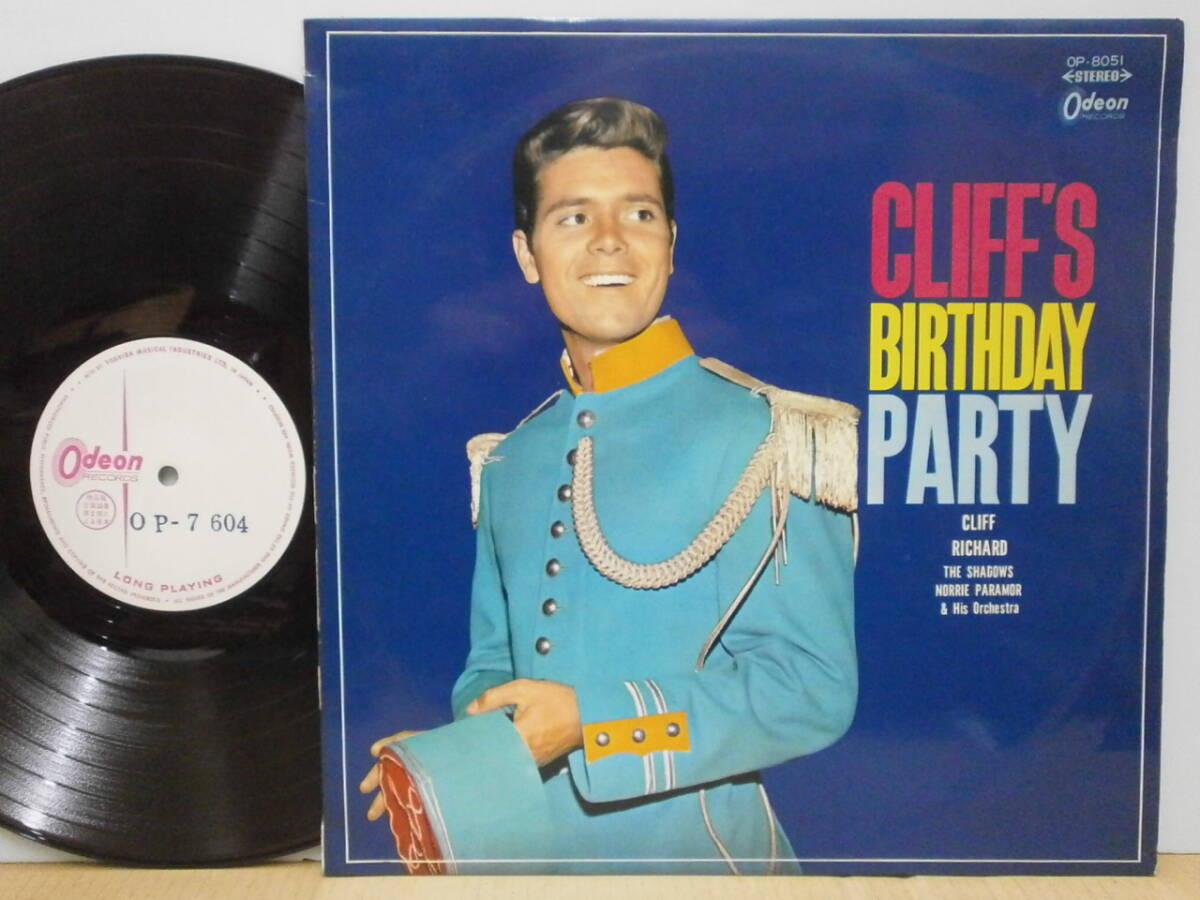 OP-8051
STEREO
Odeon
RECORDS
CLIFF'S
BIRTHDAY
PARTY
CLIFF
RICHARD
THE SHADOWS
NORRIE PARAMOR
& His Orchestra
Odeon
RECORDS
OP-7604
LONG PLAYING